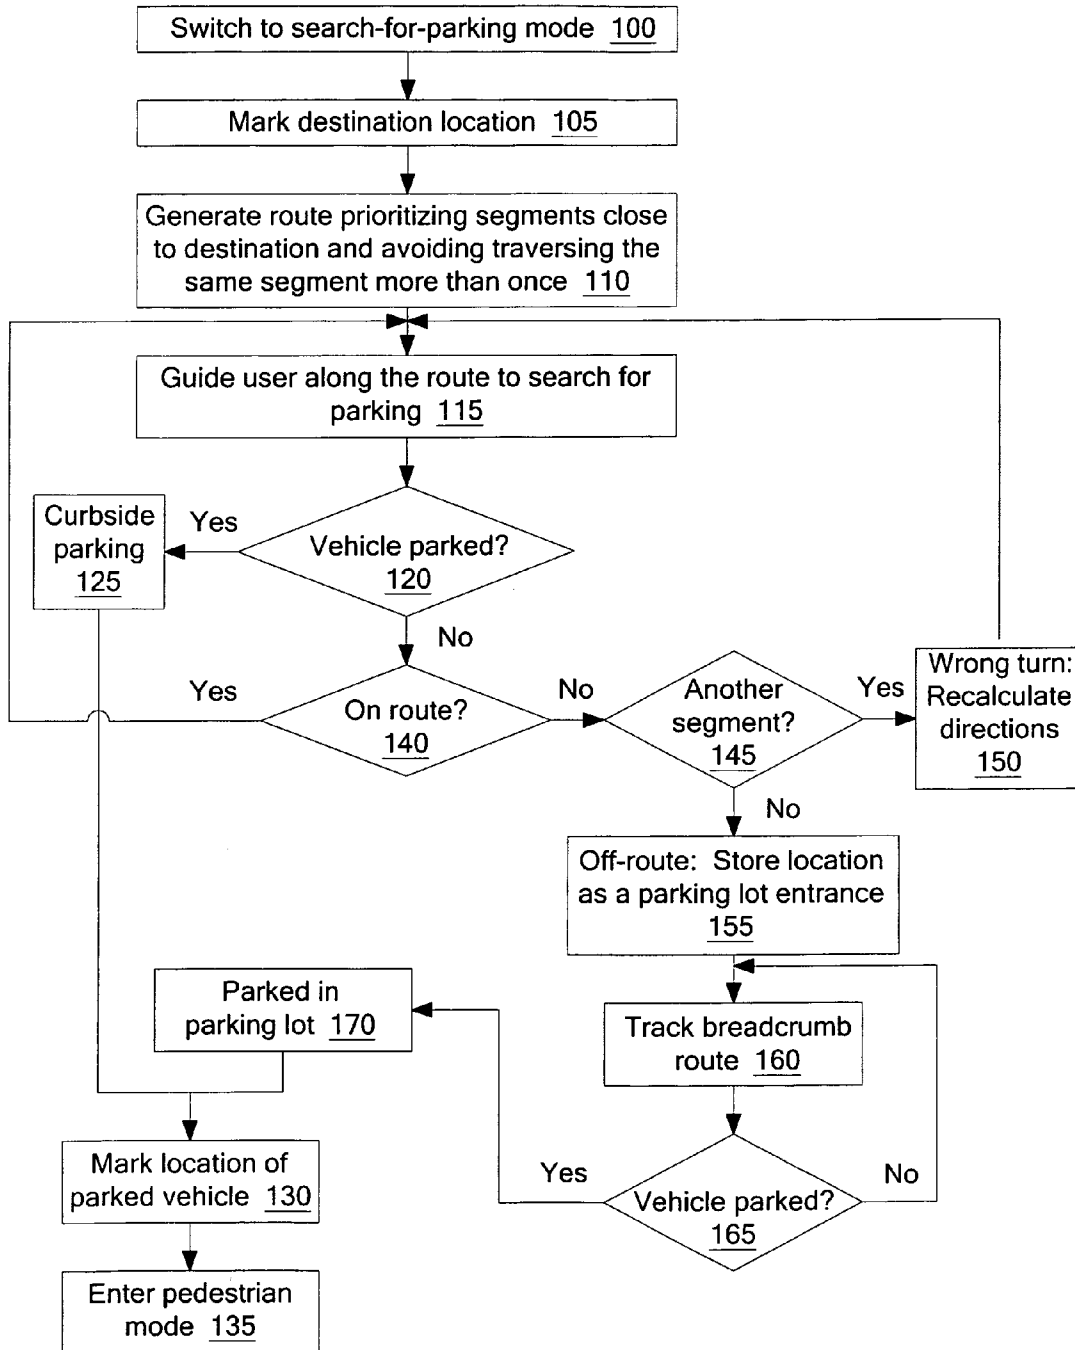 Switch to search-for-parking mode 100
Mark destination location 105
Generate route prioritizing segments close
to destination and avoiding traversing the
same segment more than once 110
Guide user along the route to search for
parking 115
Curbside
parking
125
Yes
Vehicle parked?
120
No
Yes
On route?
140
No
Another
segment?
145
Yes
Wrong turn:
Recalculate
directions
150
No
Off-route: Store location
as a parking lot entrance
155
Parked in
parking lot 170
Track breadcrumb
route 160
Mark location of
parked vehicle 130
Yes
Vehicle parked?
165
No
Enter pedestrian
mode 135